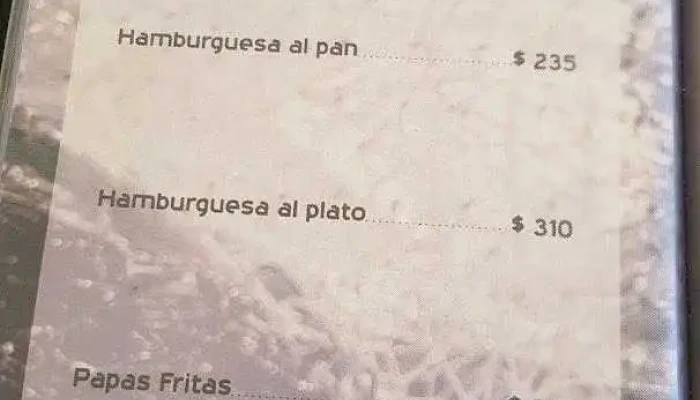 Hamburguesa al pan........................$ 235
Hamburguesa al plato......................$ 310
Papas Fritas..............